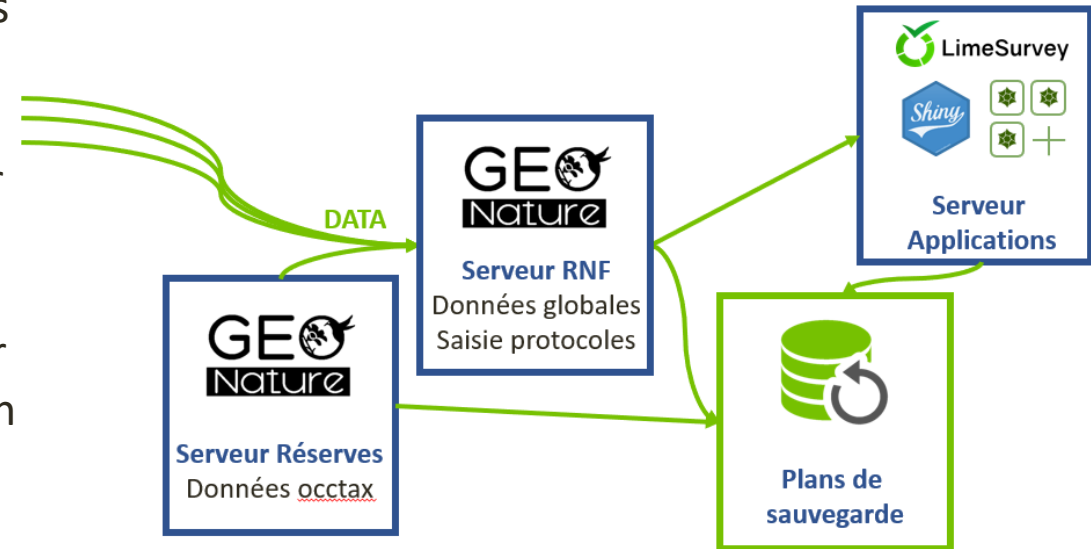 LimeSurvey
Shiny
GEO
Nature
DATA
Serveur
Applications
Serveur RNF
Données globales
Saisie protocoles
GEO
Nature
Serveur Réserves
Données occtax
Plans de
sauvegarde